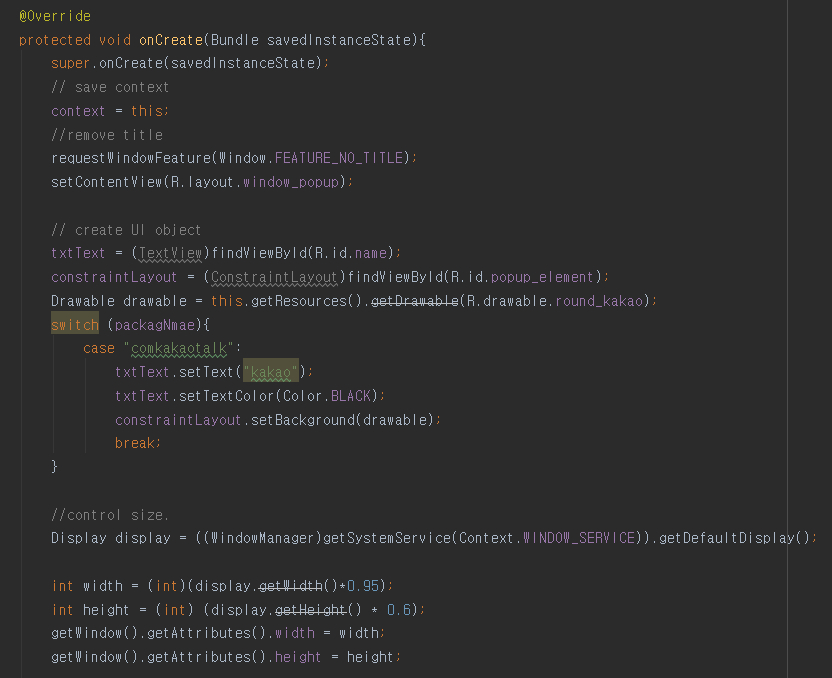 @Override
protected void onCreate(Bundle savedInstanceState){
super.onCreate(savedInstanceState);
// save context
context = this;
//remove title
requestWindowFeature(Window.FEATURE_NO_TITLE);
setContentView(R.layout.window_popup);
// create UI object
txtText = (TextView)findViewById(R.id.name);
constraintLayout = (ConstraintLayout)findViewById(R.id.popup_element);
Drawable drawable = this.getResources().getDrawable(R.drawable.round_kakao);
switch (packagNmae){
case "comkakaotalk":
txtText.setText("kakao");
txtText.setTextColor(Color.BLACK);
constraintLayout.setBackground(drawable);
break;
}
//control size.
Display display = ((WindowManager)getSystemService(Context.WINDOW_SERVICE)).getDefaultDisplay();
int width = (int)(display.getWidth()*0.95);
int height = (int) (display.getHeight() * 0.6);
getWindow().getAttributes().width = width;
getWindow().getAttributes().height = height;